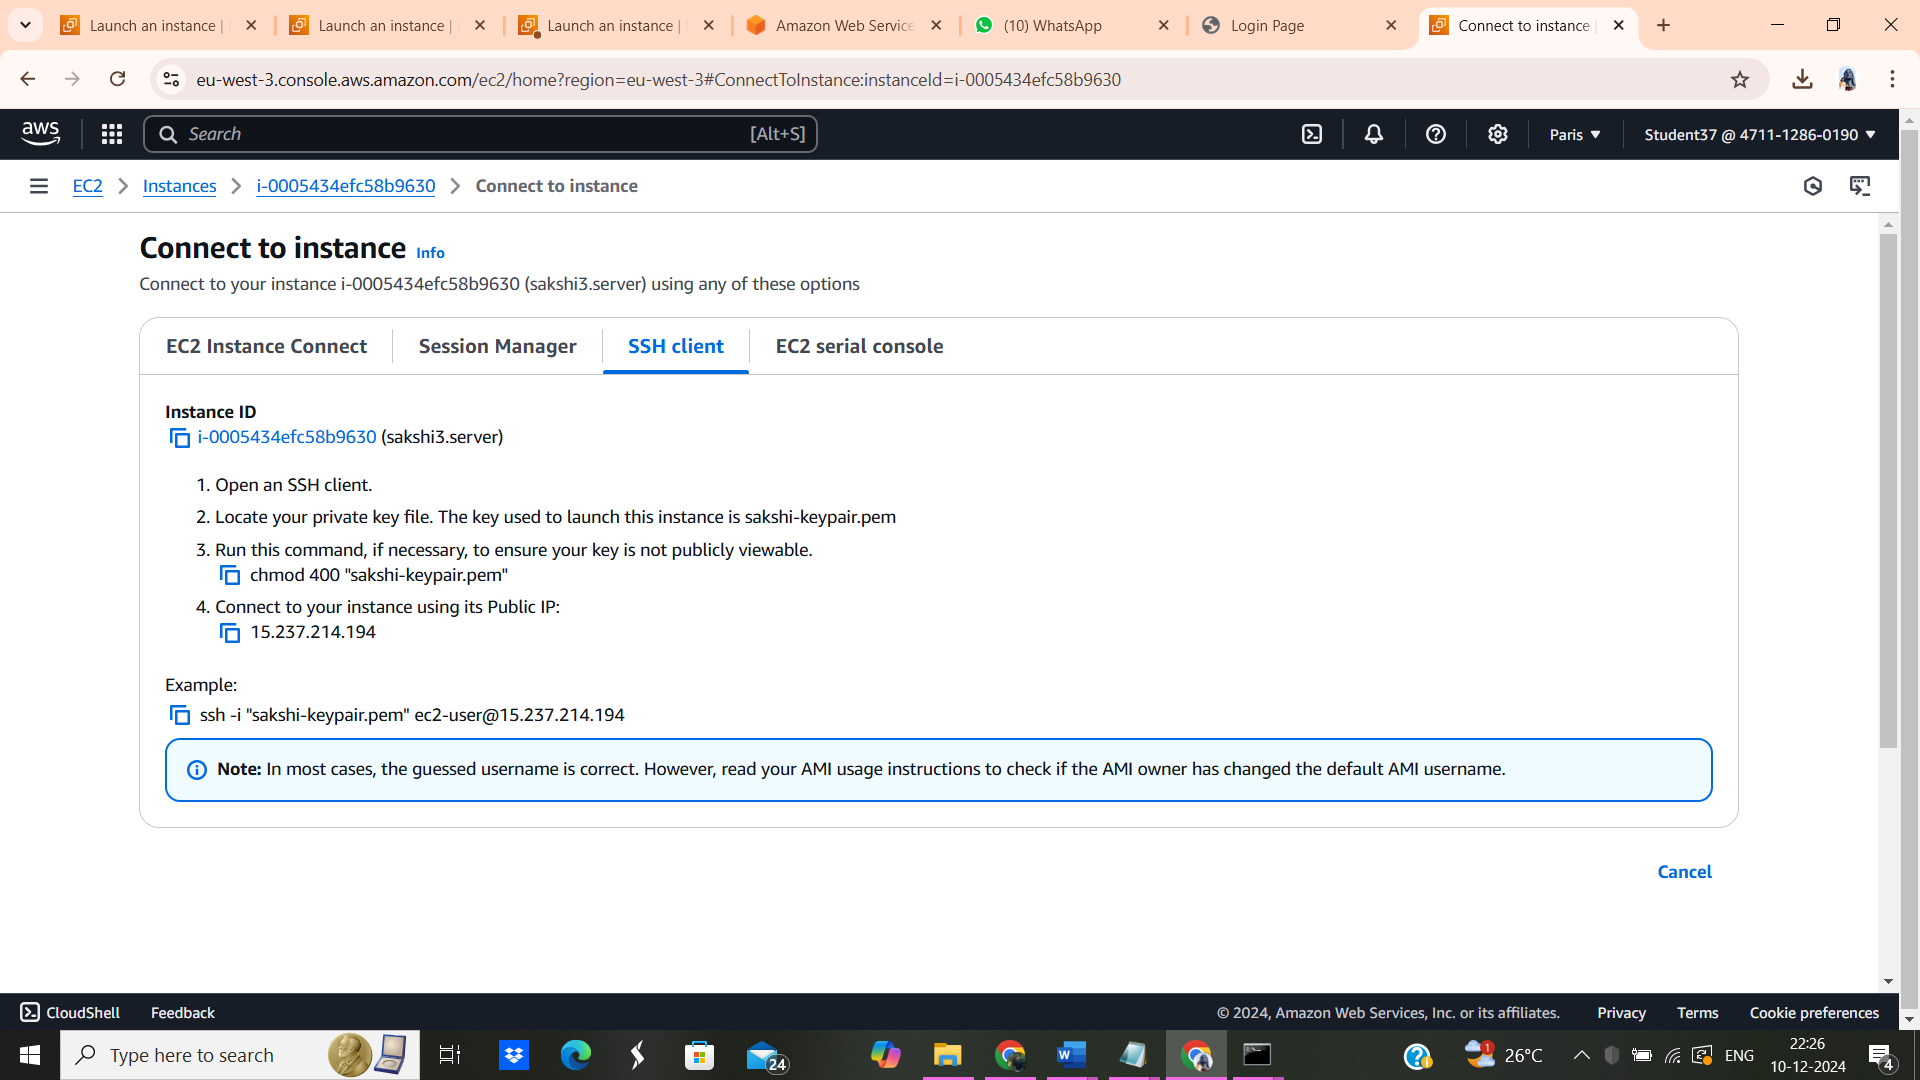 Launch an instance |
Launch an instance |
Launch an instance |
Amazon Web Service
(10) WhatsApp
Login Page
Connect to instance
eu-west-3.console.aws.amazon.com/ec2/home?region=eu-west-3#ConnectToInstance:instanceId=i-0005434efc58b9630
aws
Search
[Alt+S]
Paris
Student37 @ 4711-1286-0190
EC2
Instances
i-0005434efc58b9630
Connect to instance
Connect to instance Info
Connect to your instance i-0005434efc58b9630 (sakshi3.server) using any of these options
EC2 Instance Connect
Session Manager
SSH client
EC2 serial console
Instance ID
i-0005434efc58b9630 (sakshi3.server)
1. Open an SSH client.
2. Locate your private key file. The key used to launch this instance is sakshi-keypair.pem
3. Run this command, if necessary, to ensure your key is not publicly viewable.
chmod 400 "sakshi-keypair.pem"
4. Connect to your instance using its Public IP:
15.237.214.194
Example:
ssh -i "sakshi-keypair.pem" ec2-user@15.237.214.194
Note: In most cases, the guessed username is correct. However, read your AMI usage instructions to check if the AMI owner has changed the default AMI username.
Cancel
CloudShell
Feedback
© 2024, Amazon Web Services, Inc. or its affiliates.
Privacy
Terms
Cookie preferences
Type here to search
24
1
26°C
ENG
22:26
10-12-2024
4